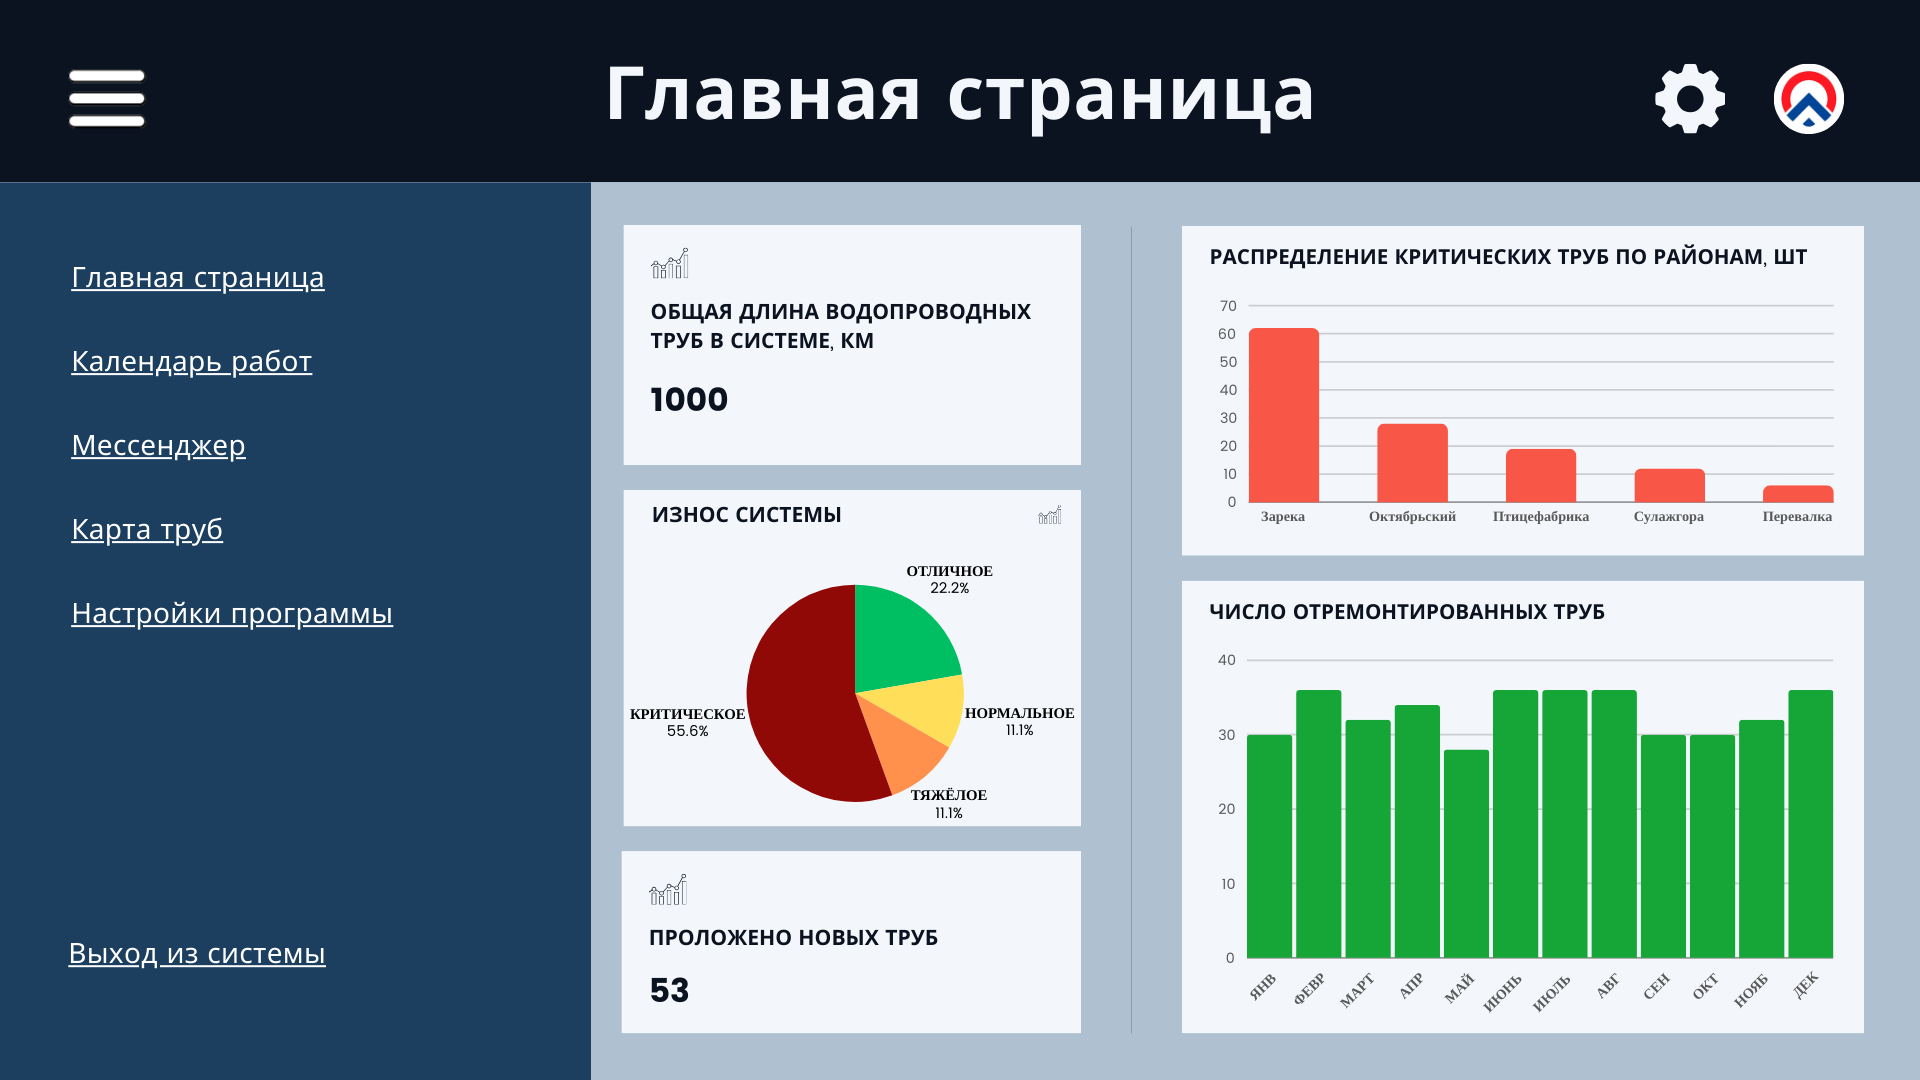 Главная страница
Главная страница
Календарь работ
Мессенджер
Карта труб
Настройки программы
Выход из системы
ОБЩАЯ ДЛИНА ВОДОПРОВОДНЫХ
ТРУБ В СИСТЕМЕ, КМ
1000
ИЗНОС СИСТЕМЫ
ОТЛИЧНОЕ
22.2%
НОРМАЛЬНОЕ
11.1%
ТЯЖЁЛОЕ
11.1%
КРИТИЧЕСКОЕ
55.6%
ПРОЛОЖЕНО НОВЫХ ТРУБ
53
РАСПРЕДЕЛЕНИЕ КРИТИЧЕСКИХ ТРУБ ПО РАЙОНАМ, ШТ
70
60
50
40
30
20
10
0
Зарека Октябрьский Птицефабрика Сулажгора Перевалка
ЧИСЛО ОТРЕМОНТИРОВАННЫХ ТРУБ
40
30
20
10
0
ЯНВ ФЕВР МАРТ АПР МАЙ ИЮНЬ ИЮЛЬ АВГ СЕН ОКТ НОЯБ ДЕК